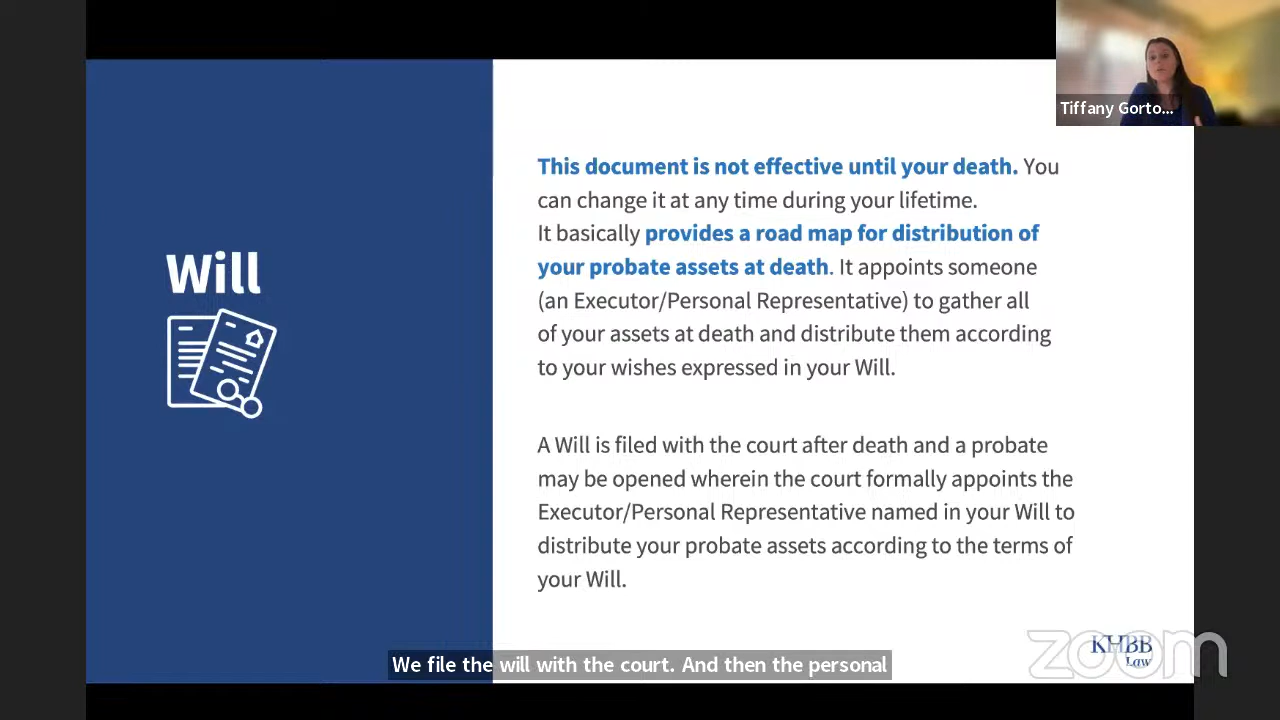 Tiffany Gorto...
This document is not effective until your death. You
can change it at any time during your lifetime.
It basically provides a road map for distribution of
your probate assets at death. It appoints someone
(an Executor/Personal Representative) to gather all
of your assets at death and distribute them according
to your wishes expressed in your Will.
Will
A Will is filed with the court after death and a probate
may be opened wherein the court formally appoints the
Executor/Personal Representative named in your Will to
distribute your probate assets according to the terms of
your Will.
KHBB
Law
zoom
We file the will with the court. And then the personal